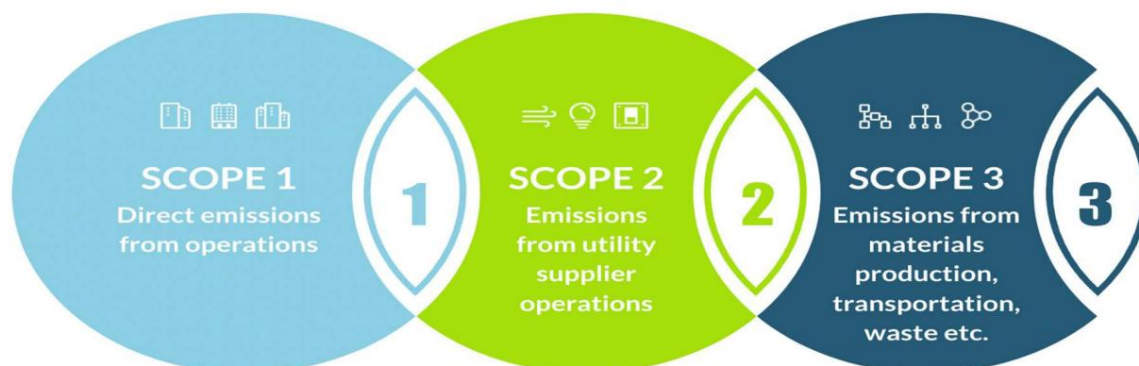 SCOPE 1
Direct emissions
from operations
1
SCOPE 2
Emissions
from utility
supplier
operations
2
SCOPE 3
Emissions from
materials
production,
transportation,
waste etc.
3